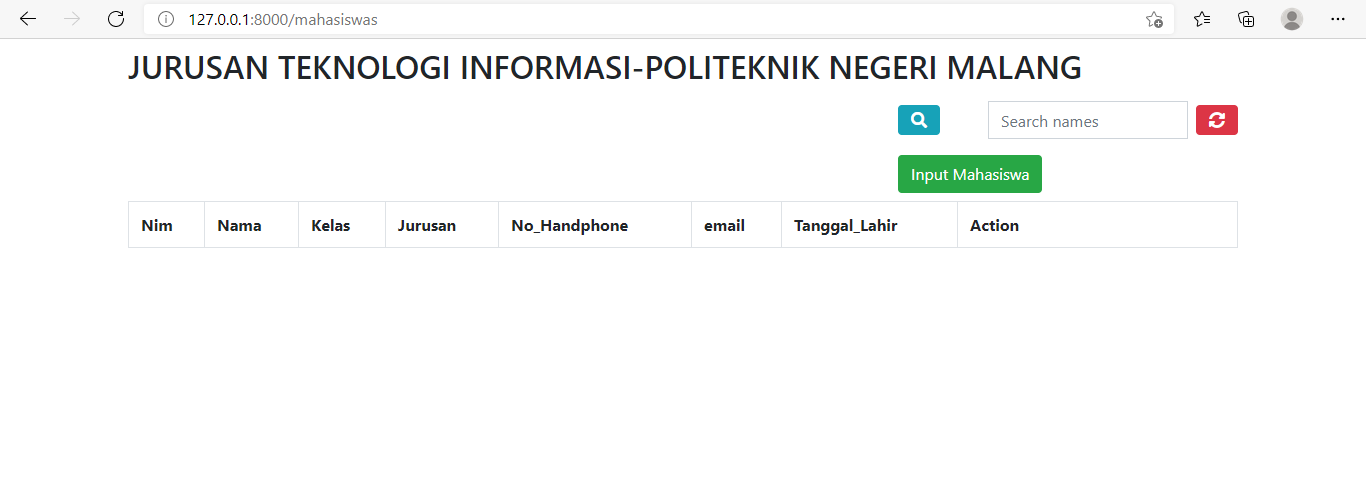 127.0.0.1:8000/mahasiswas
JURUSAN TEKNOLOGI INFORMASI-POLITEKNIK NEGERI MALANG
Search names
Input Mahasiswa
Nim Nama Kelas Jurusan No_Handphone email Tanggal_Lahir Action